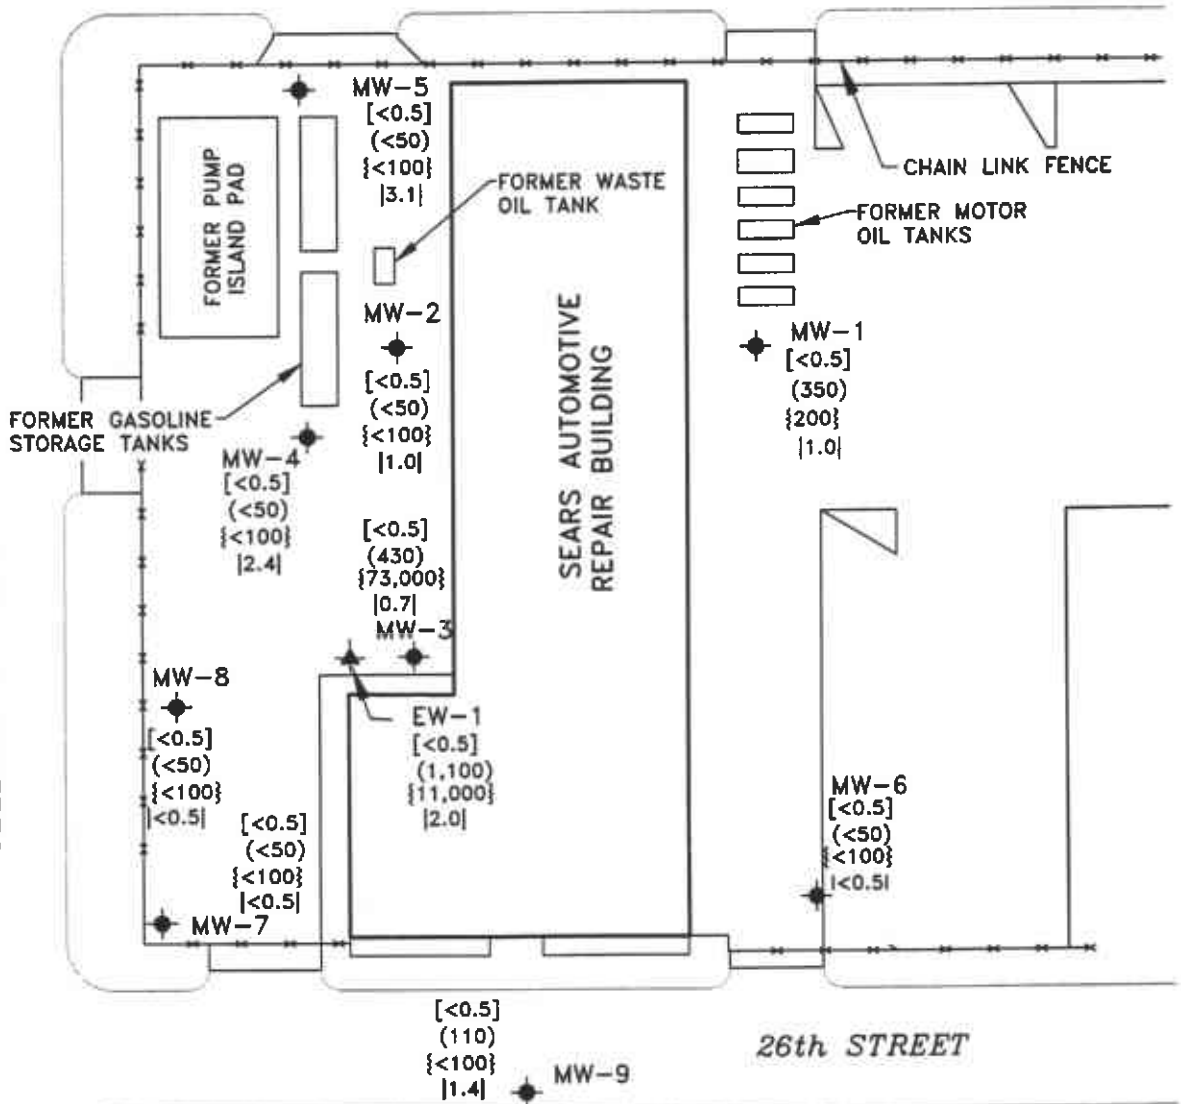 MW-5
[<0.5]
(<50)
{<100}
|3.1|
FORMER PUMP
ISLAND PAD
FORMER WASTE
OIL TANK
CHAIN LINK FENCE
FORMER MOTOR
OIL TANKS
MW-2
[<0.5]
(<50)
{<100}
|1.0|
MW-1
[<0.5]
(350)
{200}
|1.0|
SEARS AUTOMOTIVE
REPAIR BUILDING
FORMER GASOLINE
STORAGE TANKS
MW-4
[<0.5]
(<50)
{<100}
|2.4|
[<0.5]
(430)
{73,000}
|0.7|
MW-3
MW-8
[<0.5]
(<50)
{<100}
|<0.5|
EW-1
[<0.5]
(1,100)
{11,000}
|2.0|
MW-6
[<0.5]
(<50)
{<100}
|<0.5|
[<0.5]
(<50)
{<100}
|<0.5|
MW-7
[<0.5]
(110)
{<100}
|1.4|
MW-9
26th STREET